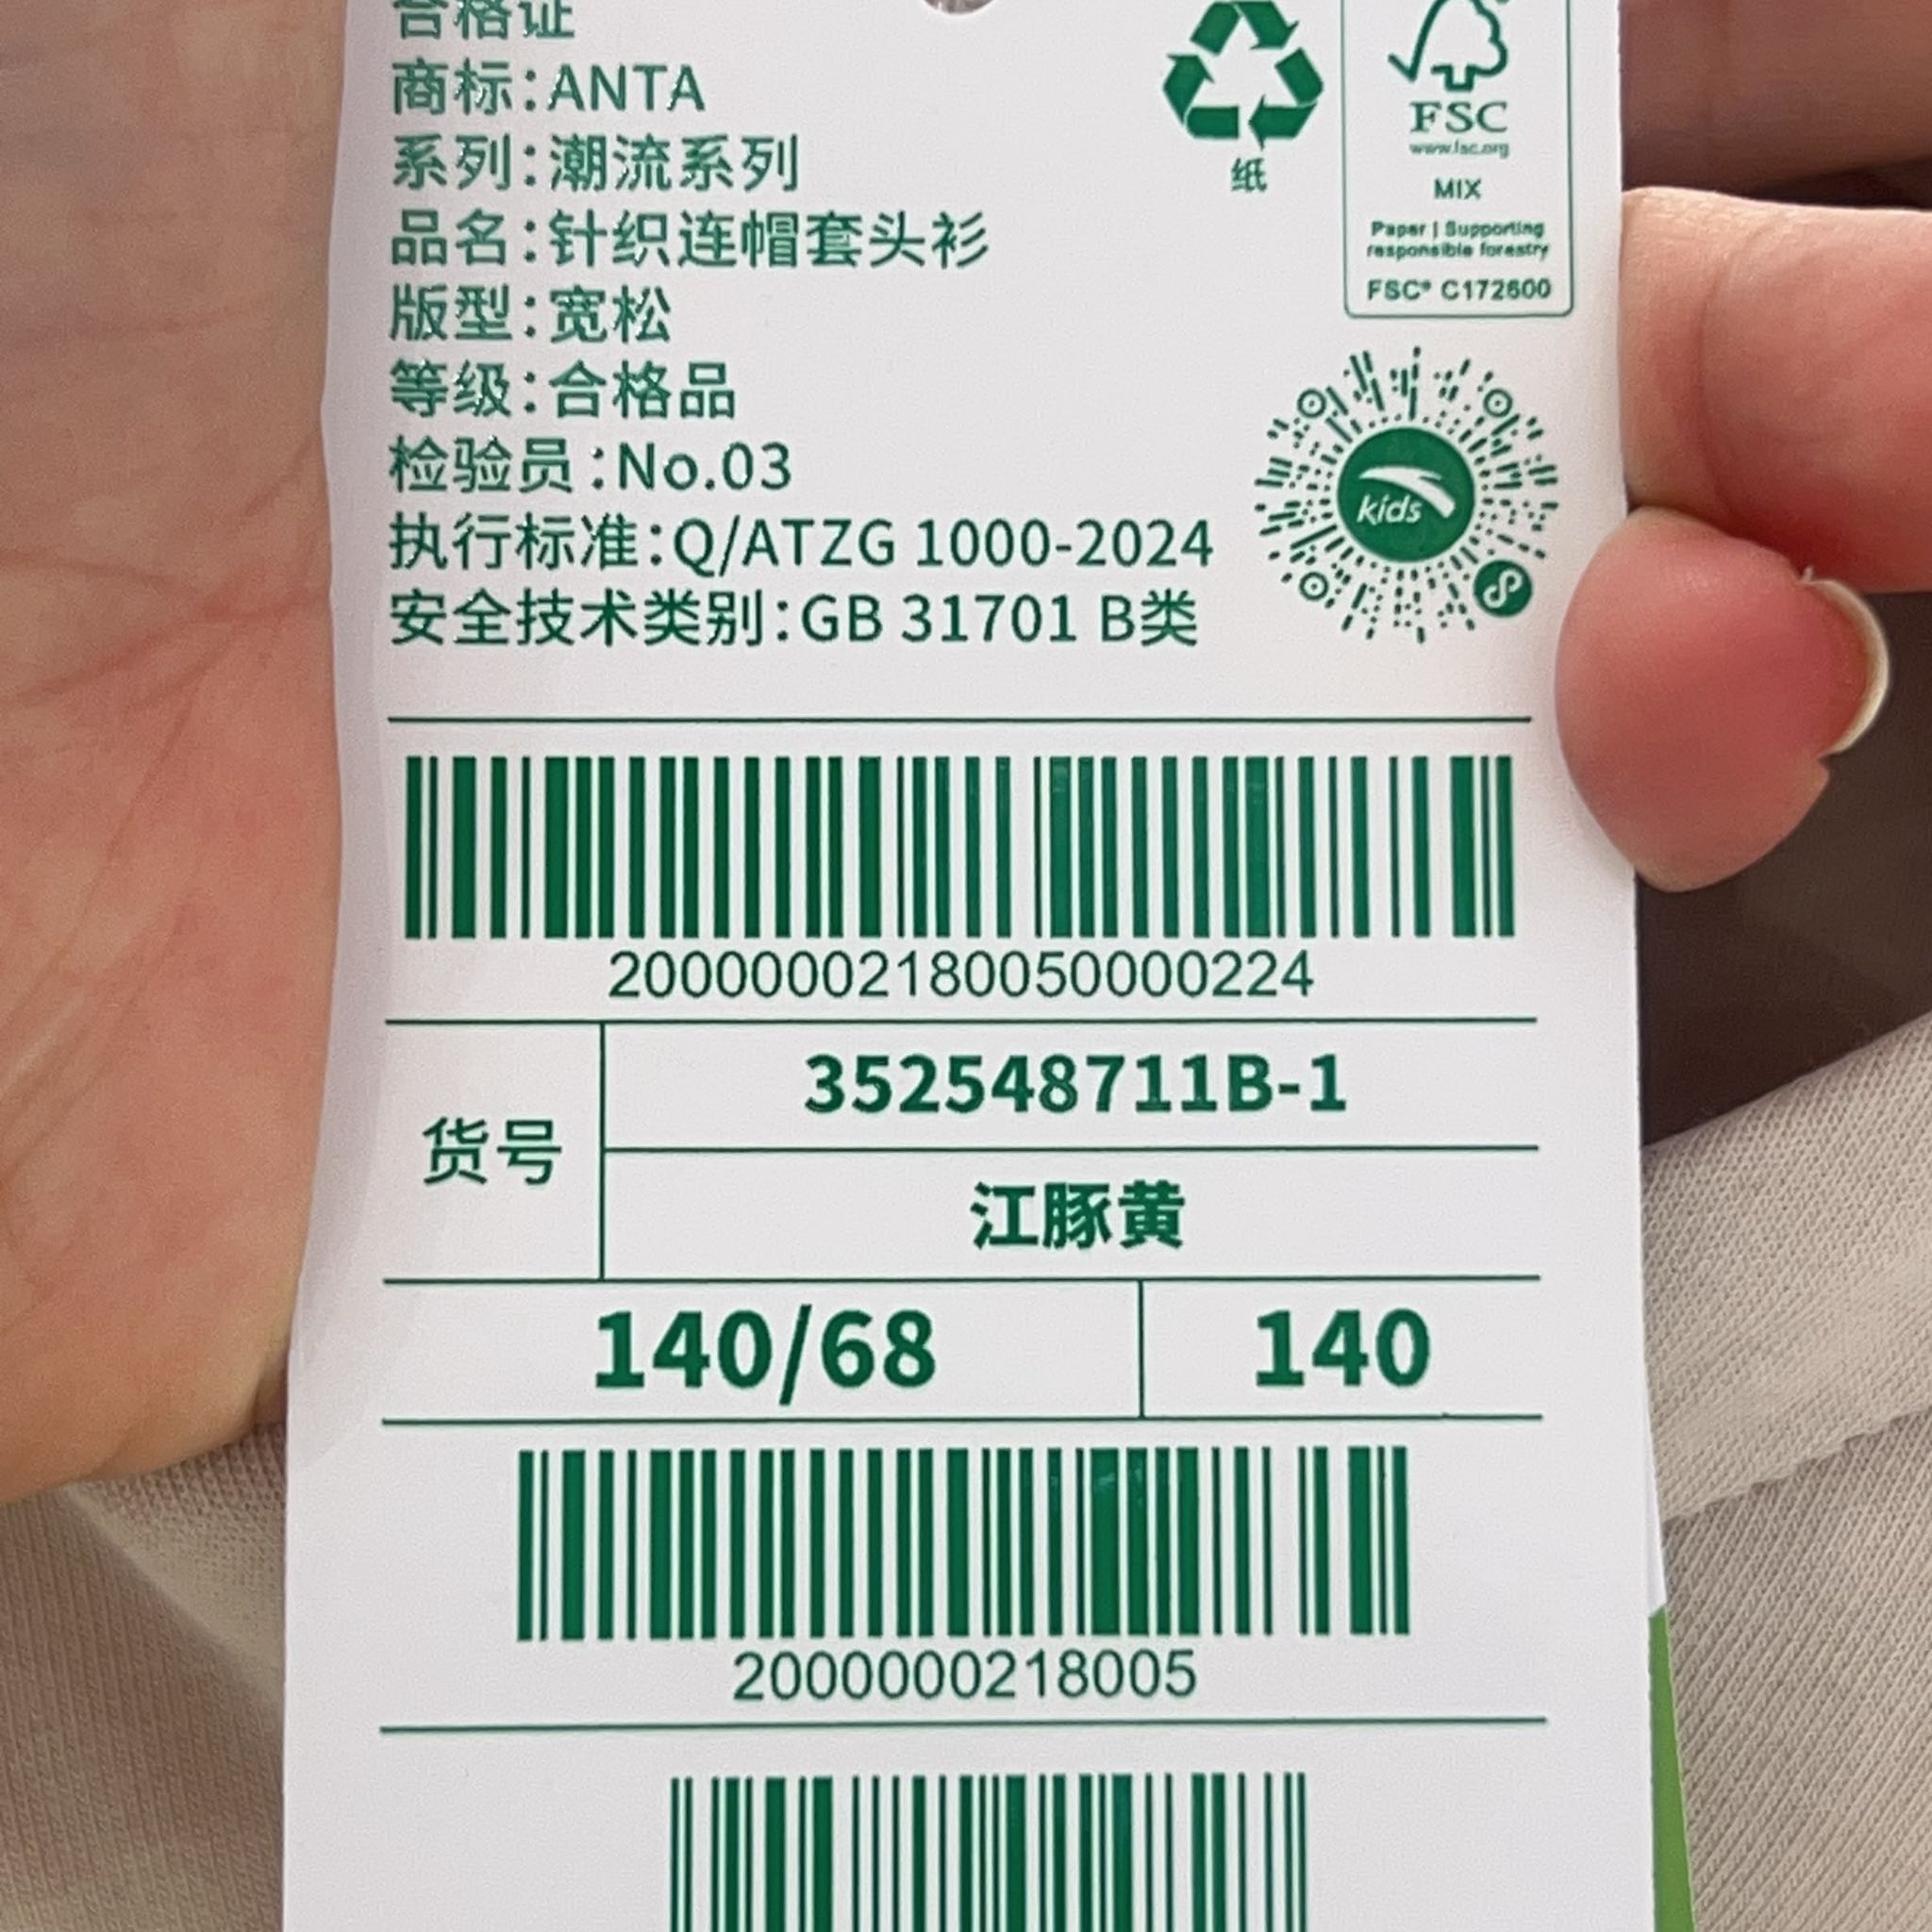 合格证
商标:ANTA
系列:潮流系列
品名:针织连帽套头衫
版型:宽松
等级:合格品
检验员:No.03
执行标准:Q/ATZG 1000-2024
安全技术类别:GB 31701 B类
纸
FSC
www.fsc.org
MIX
Paper | Supporting
responsible forestry
FSC® C172600
kids
20000002180050000224
货号
352548711B-1
江豚黄
140/68
140
2000000218005